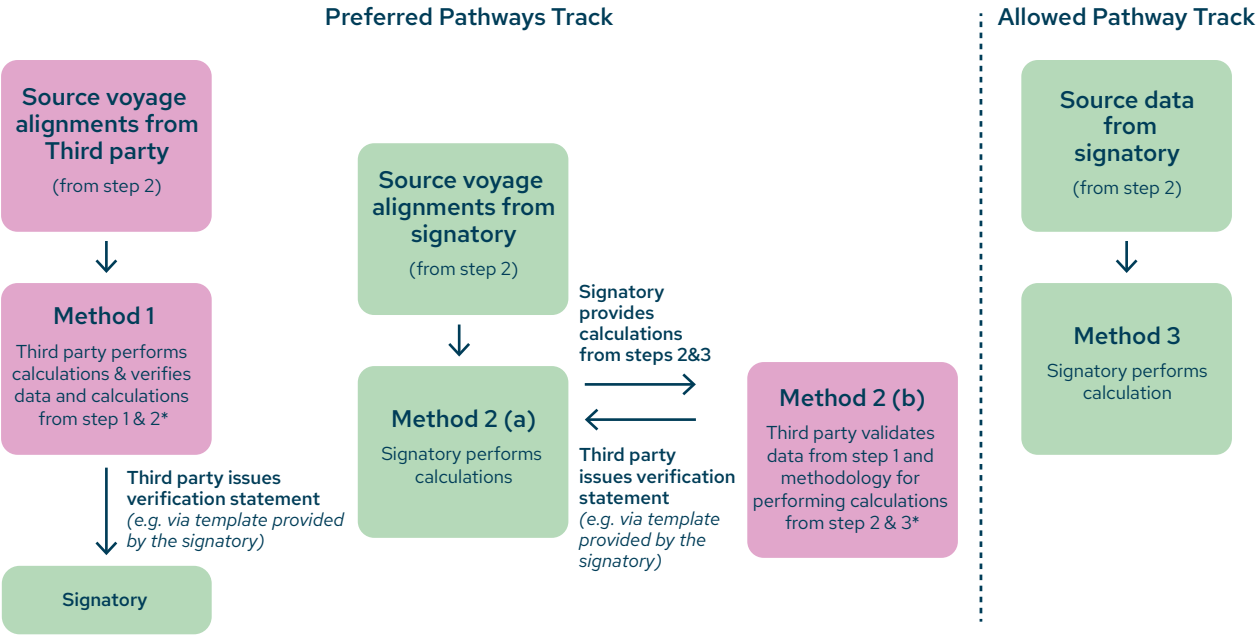 Preferred Pathways Track
Allowed Pathway Track
Source voyage
alignments from
Third party
(from step 2)
Method 1
Third party performs
calculations & verifies
data and calculations
from step 1 & 2*
Third party issues
verification statement
(e.g. via template provided
by the signatory)
Signatory
Source voyage
alignments from
signatory
(from step 2)
Method 2 (a)
Signatory performs
calculations
Signatory
provides
calculations
from steps 2&3
Third party
issues verification
statement
(e.g. via template
provided by the
signatory)
Method 2 (b)
Third party validates
data from step 1 and
methodology for
performing calculations
from step 2 & 3*
Source data
from
signatory
(from step 2)
Method 3
Signatory performs
calculation